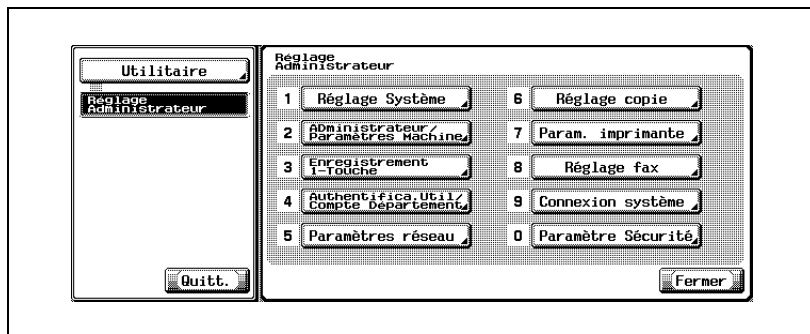 Utilitaire
Réglage
Administrateur
Quitt.
Réglage
Administrateur
1 Réglage Système
2 ADministrateur/
Paramètres Machine
3 Enregistrement
1-Touche
4 Authentifica.Util/
Compte Département
5 Paramètres réseau
6 Réglage copie
7 Param. imprimante
8 Réglage fax
9 Connexion système
0 Paramètre Sécurité
Fermer